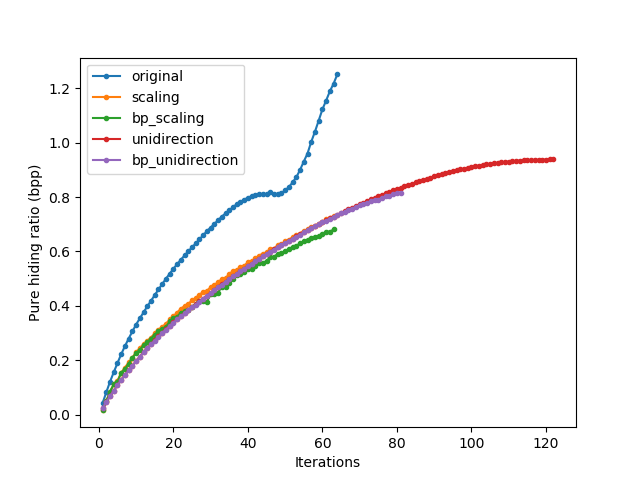 original
scaling
bp_scaling
unidirection
bp_unidirection
Pure hiding ratio (bpp)
1.2
1.0
0.8
0.6
0.4
0.2
0.0
0 20 40 60 80 100 120
Iterations